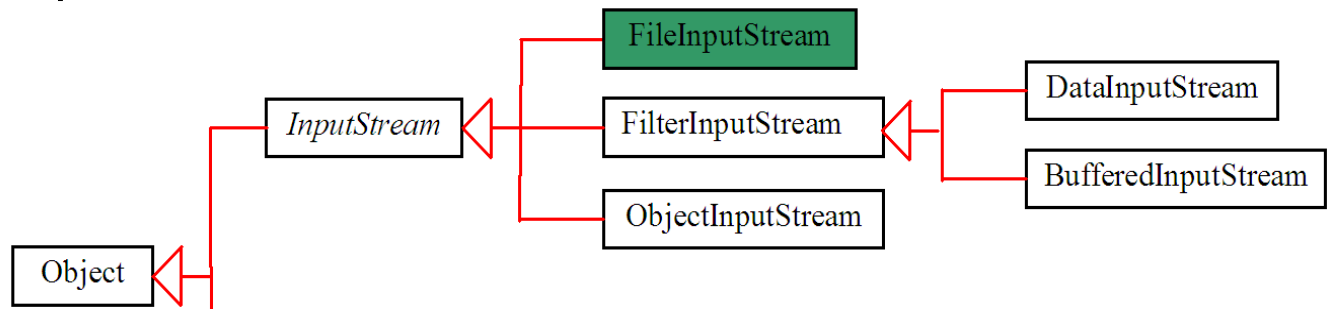 FileInputStream
DataInputStream
InputStream
FilterInputStream
BufferedInputStream
ObjectInputStream
Object